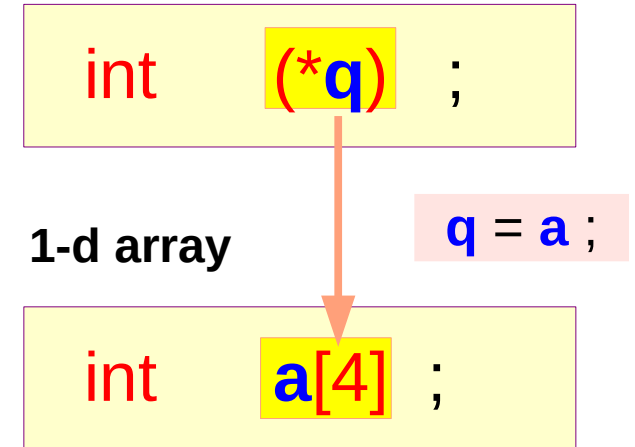 int (*q) ;
1-d array
q = a ;
int a[4] ;